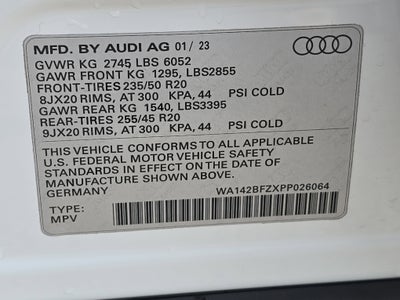 MFD. BY AUDI AG 01/23
GVWR KG 2745 LBS 6052
GAWR FRONT KG 1295, LBS2855
FRONT-TIRES 235/50 R20
8JX20 RIMS, AT 300 KPA, 44 PSI COLD
GAWR REAR KG 1540, LBS3395
REAR-TIRES 255/45 R20
9JX20 RIMS, AT 300 KPA, 44 PSI COLD
THIS VEHICLE CONFORMS TO ALL APPLICABLE
U.S. FEDERAL MOTOR VEHICLE SAFETY
STANDARDS IN EFFECT ON THE DATE OF
MANUFACTURE SHOWN ABOVE.
GERMANY WA142BFZXPP026064
TYPE:
MPV